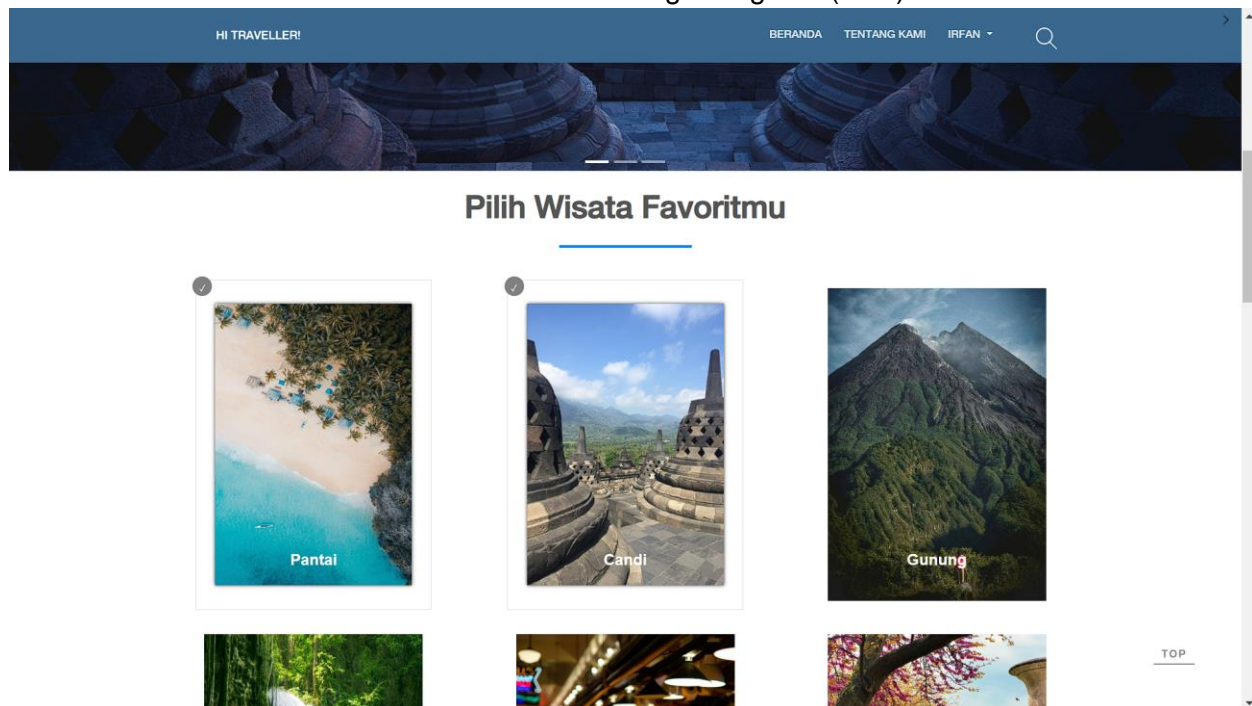 HI TRAVELLER!
BERANDA TENTANG KAMI IRFAN
Pilih Wisata Favoritmu
Pantai
Candi
Gunung
TOP